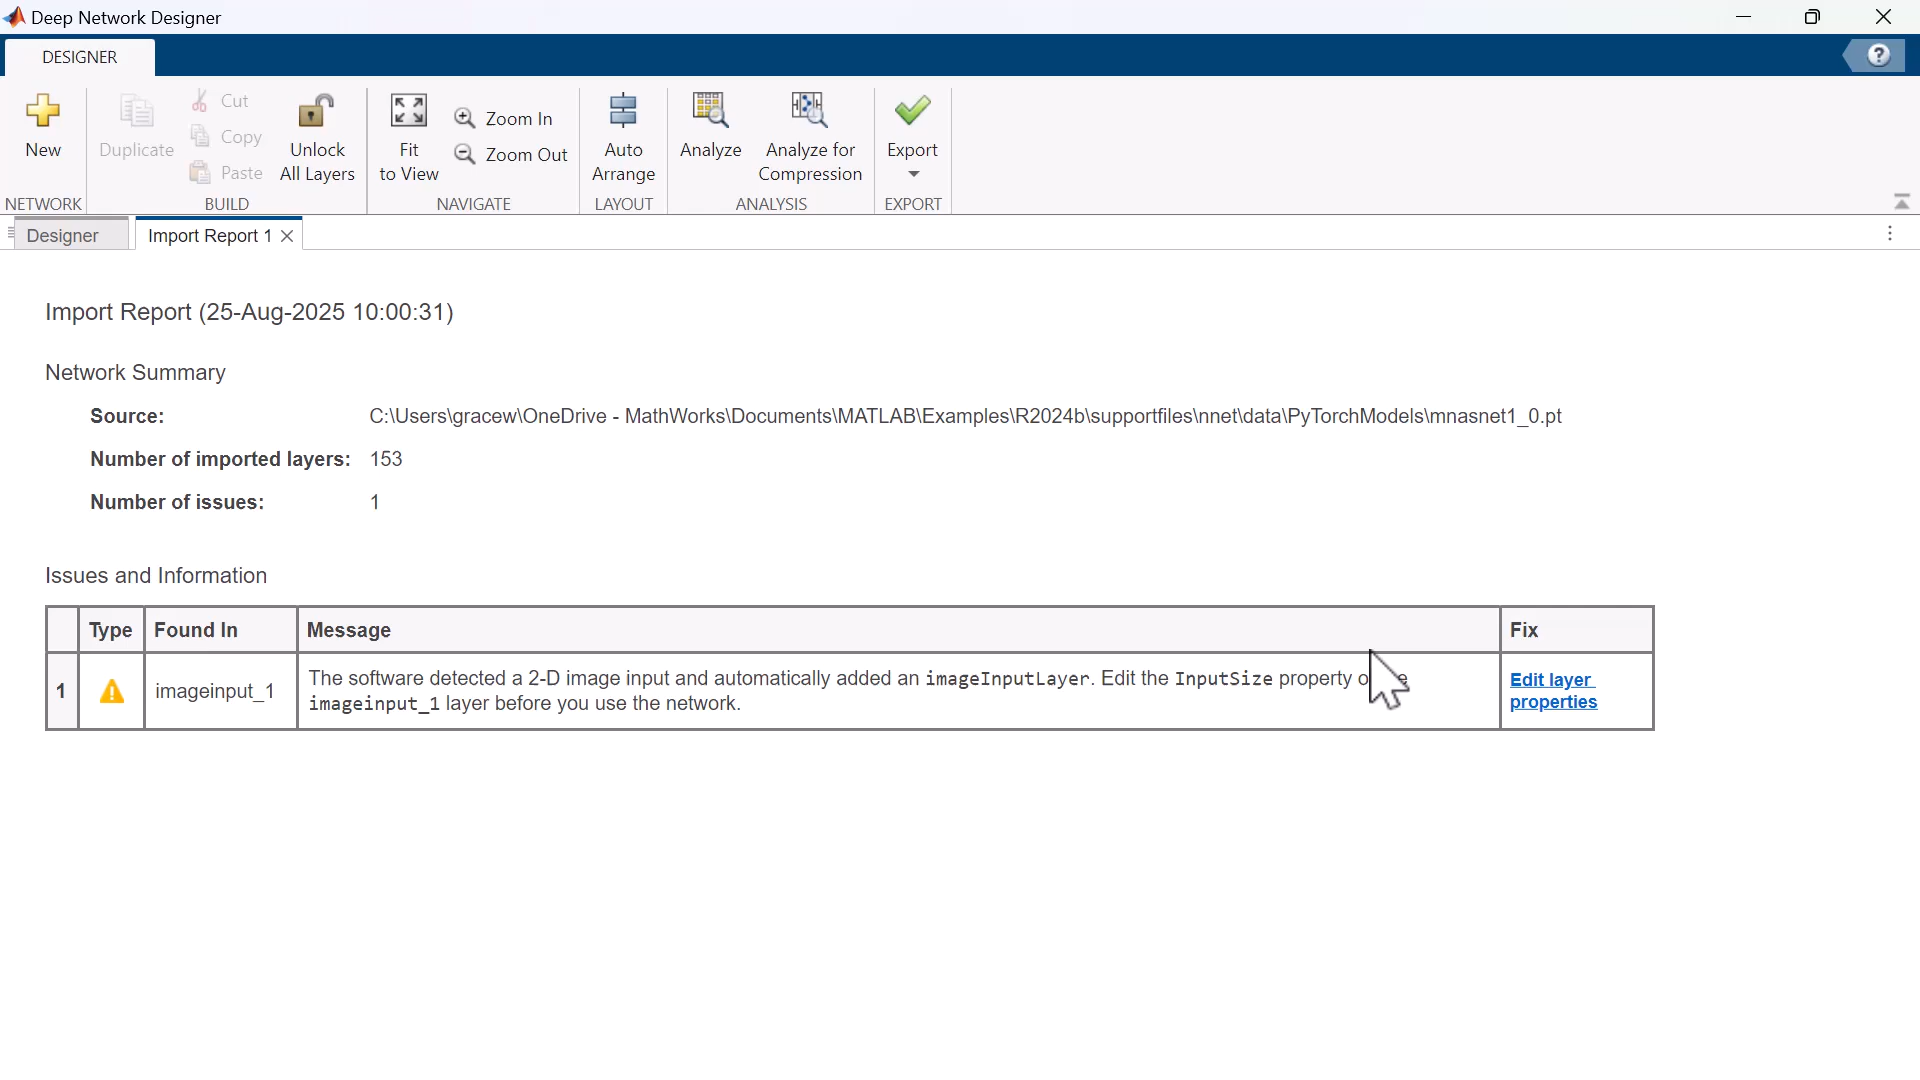 Deep Network Designer
DESIGNER
?
New
Duplicate
Cut
Copy
Paste
Unlock
All Layers
Fit
to View
Zoom In
Zoom Out
Auto
Arrange
Analyze
Analyze for
Compression
Export
NETWORK
BUILD
NAVIGATE
LAYOUT
ANALYSIS
EXPORT
Designer
Import Report 1
Import Report (25-Aug-2025 10:00:31)
Network Summary
Source: C:\Users\gracew\OneDrive - MathWorks\Documents\MATLAB\Examples\R2024b\supportfiles\nnet\data\PyTorchModels\mnasnet1_0.pt
Number of imported layers: 153
Number of issues: 1
Issues and Information
Type Found In Message Fix
1 imageinput_1
The software detected a 2-D image input and automatically added an imageInputLayer. Edit the InputSize property
imageinput_1 layer before you use the network.
Edit layer
properties